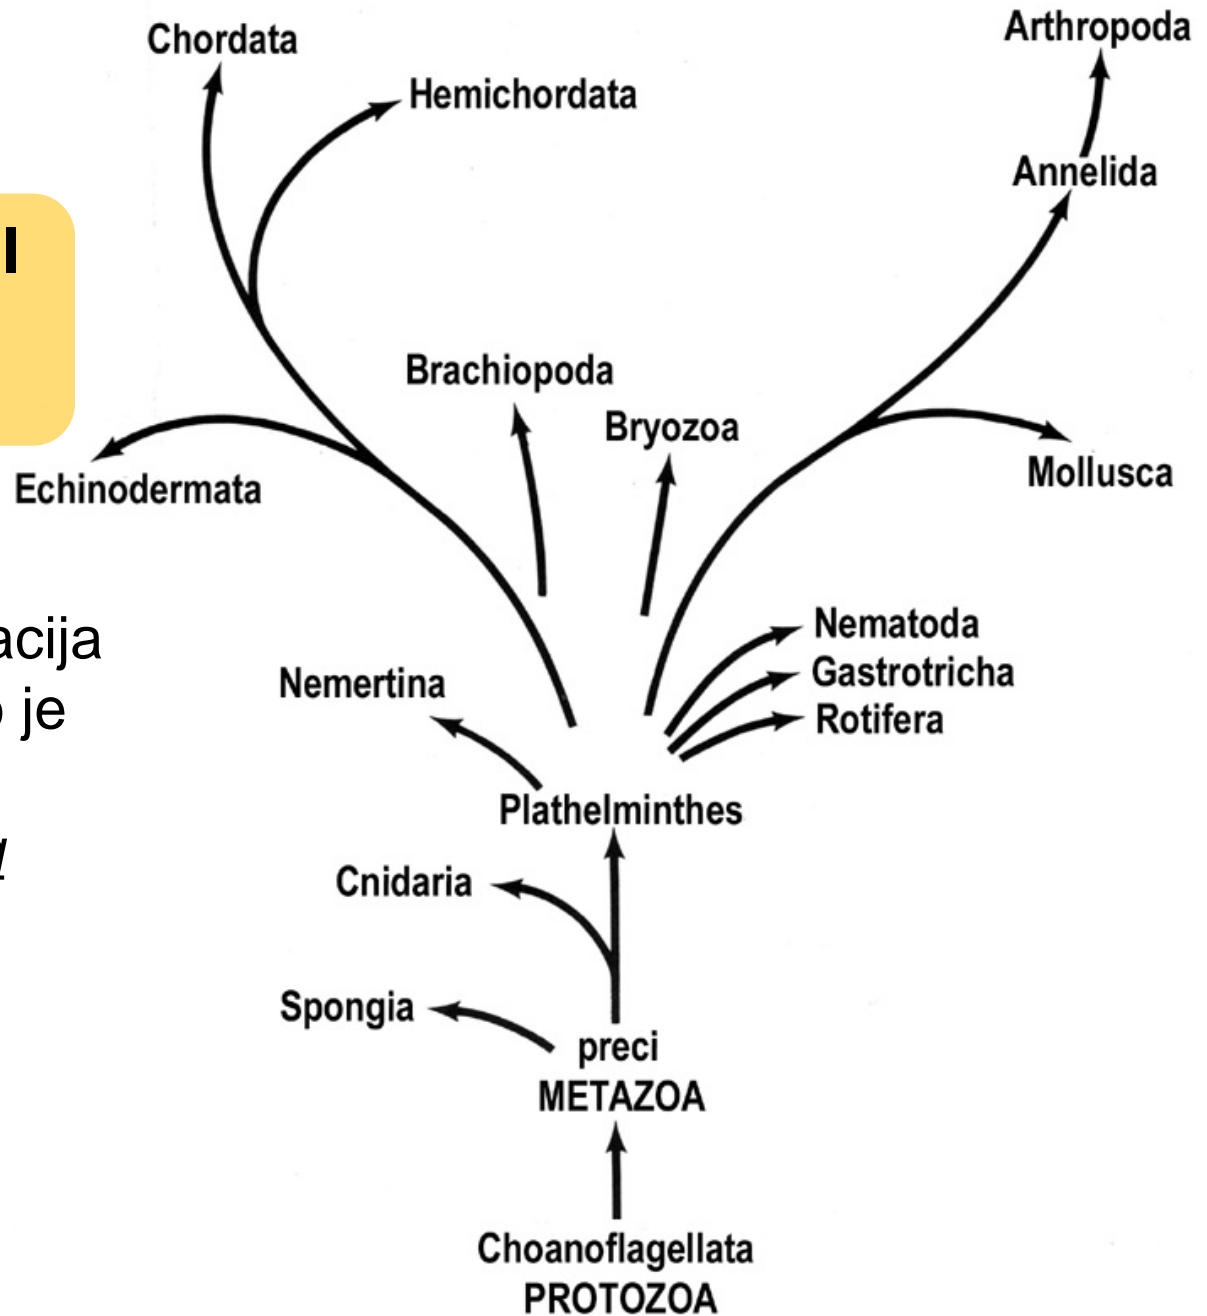 Chordata
Hemichordata
Arthropoda
Annelida
I
Brachiopoda
Bryozoa
Mollusca
Echinodermata
acija
je
Nemertina
Nematoda
Gastrotricha
Rotifera
Plathelminthes
Cnidaria
Spongia
preci
METAZOA
Choanoflagellata
PROTOZOA